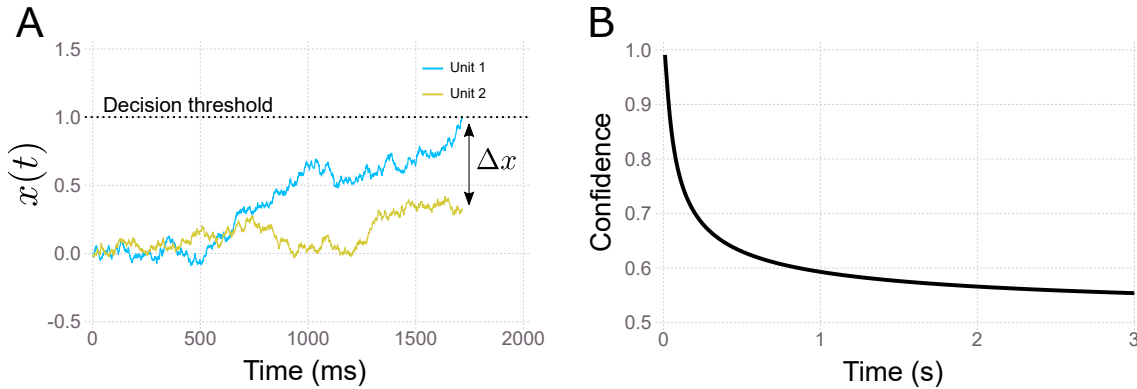 A
1.5
Unit 1
Unit 2
Decision threshold
1.0
Δx
x(t)
0.5
0.0
-0.5
0
500
1000
1500
2000
Time (ms)
B
1.0
0.9
0.8
Confidence
0.7
0.6
0.5
0
1
2
3
Time (s)